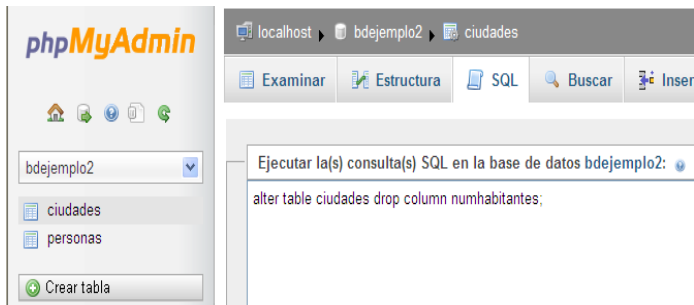 phpMyAdmin
bdejemplo2
ciudades
personas
Crear tabla
localhost bdejemplo2 ciudades
Examinar Estructura SQL Buscar Inser
Ejecutar la(s) consulta(s) SQL en la base de datos bdejemplo2:
alter table ciudades drop column numhabitantes;